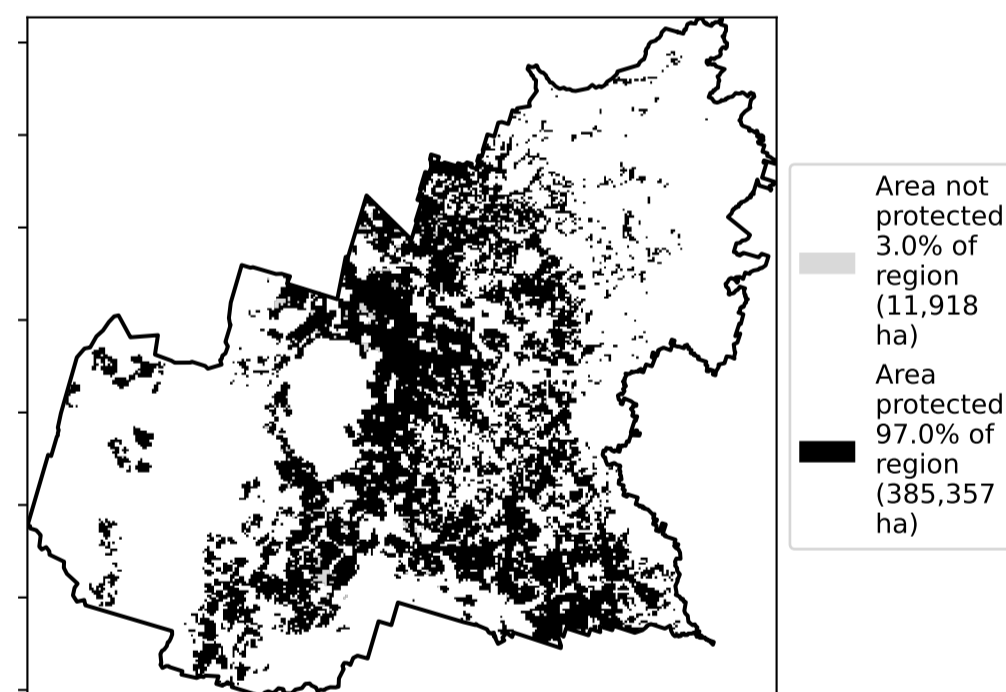 Area not
protected
3.0% of
region
(11,918
ha)
Area
protected
97.0% of
region
(385,357
ha)